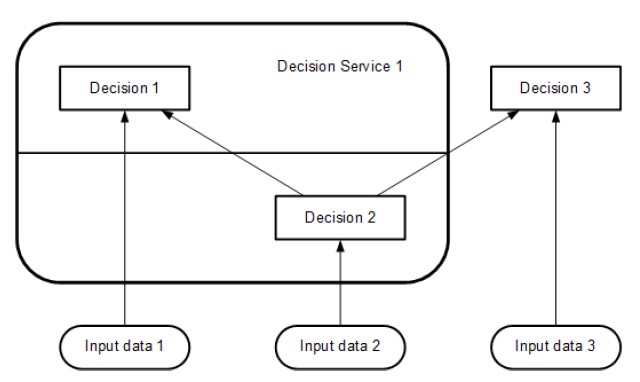 Decision Service 1
Decision 1
Decision 3
Decision 2
Input data 1
Input data 2
Input data 3